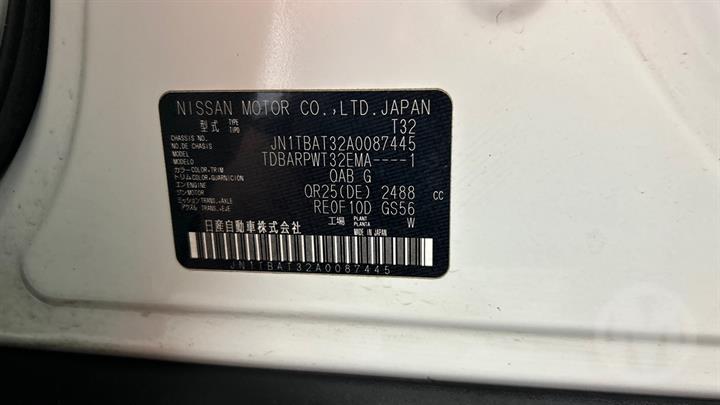 NISSAN MOTOR CO.,LTD.JAPAN
型式 TYPE TIPO T32
CHASSIS NO. NO.DE CHASSIS JN1TBAT32A0087445
MODEL MODELO TDBARPWT32EMA----1
カラー COLOR・TRIM トリム COLOR・GUARNICION QAB G
エンジン ENGINE MOTOR QR25(DE) 2488 CC
ミッション TRANS.・AXLE アクスル TRANS.・EJE RE0F10D GS56
工場 PLANT PLANTA W
日産自動車株式会社 MADE IN JAPAN
JN1TBAT32A0087445